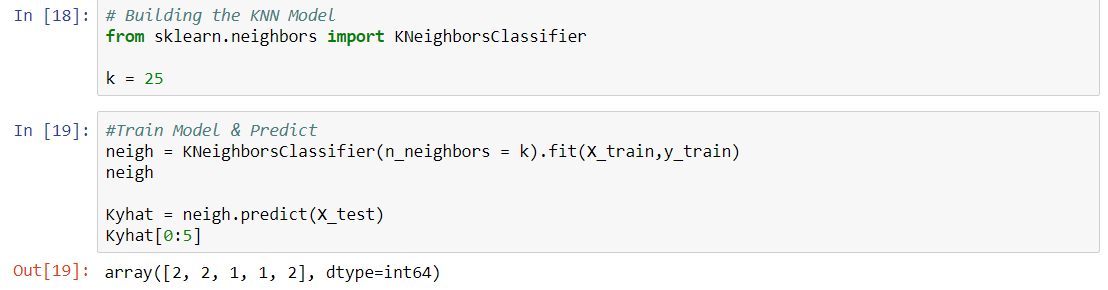 In [18]: # Building the KNN Model
from sklearn.neighbors import KNeighborsClassifier
k = 25
In [19]: #Train Model & Predict
neigh = KNeighborsClassifier(n_neighbors = k).fit(X_train,y_train)
neigh
Kyhat = neigh.predict(X_test)
Kyhat[0:5]
Out[19]: array([2, 2, 1, 1, 2], dtype=int64)